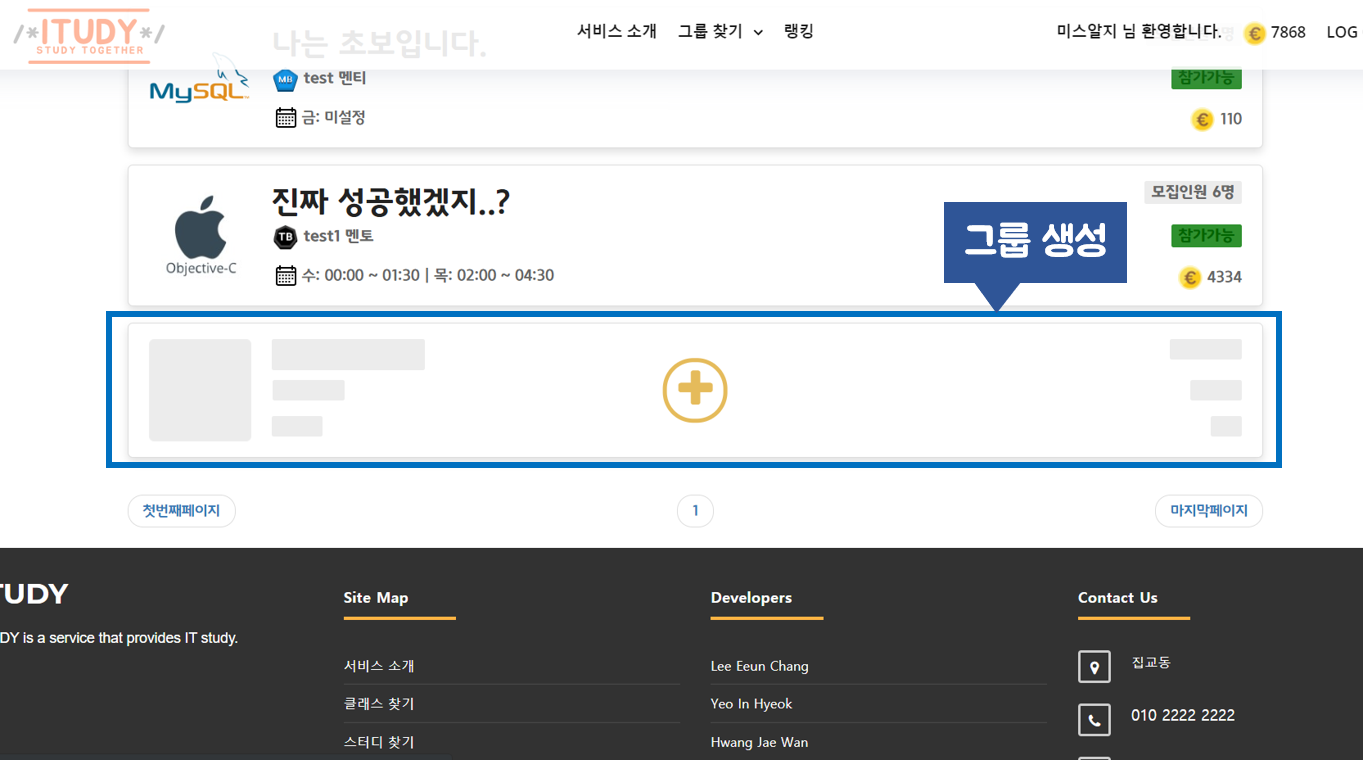 /*ITUDY*/
STUDY TOGETHER
서비스 소개
그룹 찾기
랭킹
미스알지 님 환영합니다.
€ 7868
LOG
나는 초보입니다.
MySQL
MB test 멘티
참가가능
금: 미설정
€ 110
진짜 성공했겠지..?
모집인원 6명
TB test1 멘토
참가가능
Objective-C
수: 00:00 ~ 01:30 | 목: 02:00 ~ 04:30
€ 4334
그룹 생성
첫번째페이지
1
마지막페이지
TUDY
DY is a service that provides IT study.
Site Map
서비스 소개
클래스 찾기
스터디 찾기
Developers
Lee Eeun Chang
Yeo In Hyeok
Hwang Jae Wan
Contact Us
집교동
010 2222 2222